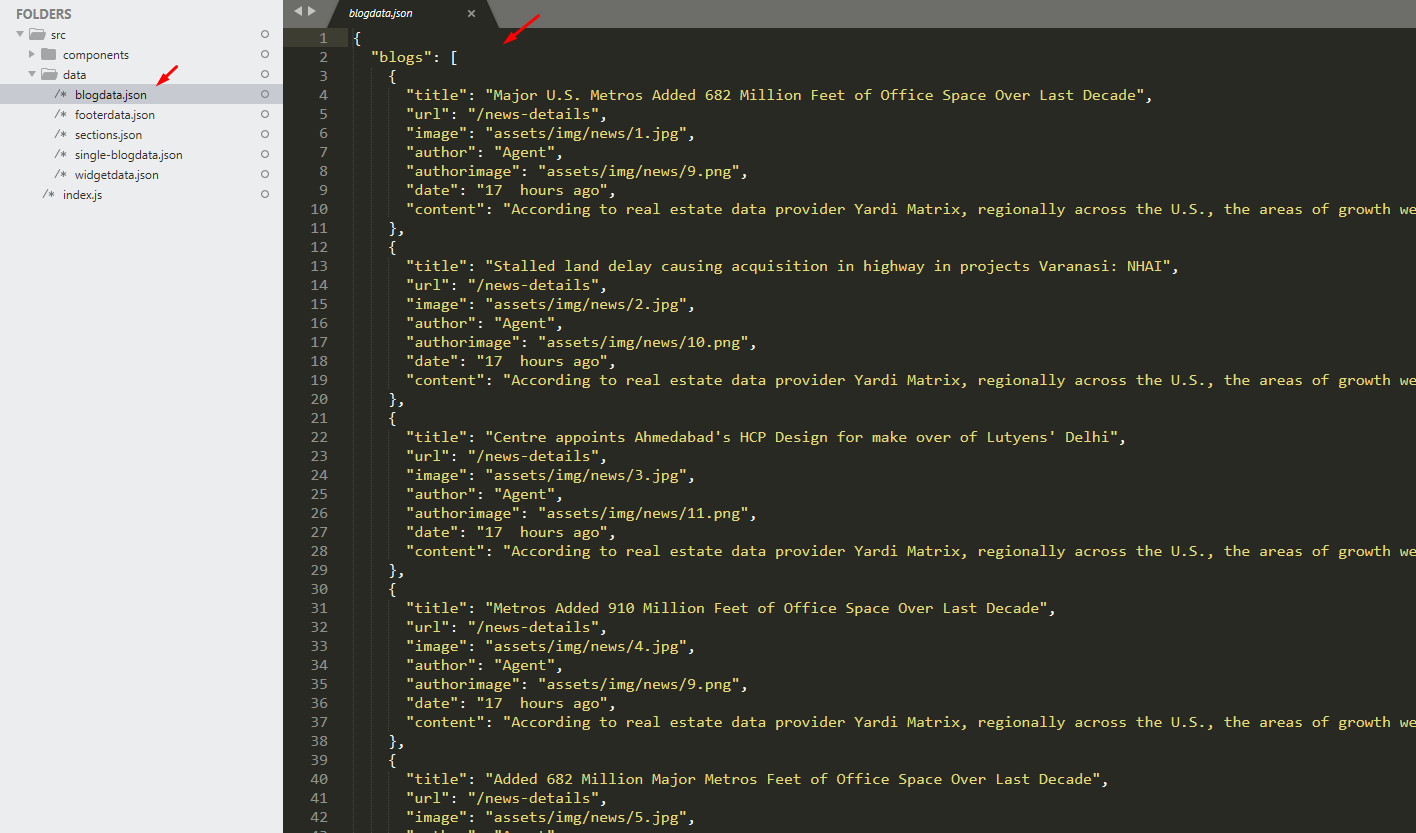 FOLDERS
src
components
data
/* blogdata.json
/* footerdata.json
/* sections.json
/* single-blogdata.json
/* widgetdata.json
/* index.js
blogdata.json ×
1 {
2 "blogs": [
3 {
4 "title": "Major U.S. Metros Added 682 Million Feet of Office Space Over Last Decade",
5 "url": "/news-details",
6 "image": "assets/img/news/1.jpg",
7 "author": "Agent",
8 "authorimage": "assets/img/news/9.png",
9 "date": "17  hours ago",
10 "content": "According to real estate data provider Yardi Matrix, regionally across the U.S., the areas of growth we
11 },
12 {
13 "title": "Stalled land delay causing acquisition in highway in projects Varanasi: NHAI",
14 "url": "/news-details",
15 "image": "assets/img/news/2.jpg",
16 "author": "Agent",
17 "authorimage": "assets/img/news/10.png",
18 "date": "17  hours ago",
19 "content": "According to real estate data provider Yardi Matrix, regionally across the U.S., the areas of growth we
20 },
21 {
22 "title": "Centre appoints Ahmedabad's HCP Design for make over of Lutyens' Delhi",
23 "url": "/news-details",
24 "image": "assets/img/news/3.jpg",
25 "author": "Agent",
26 "authorimage": "assets/img/news/11.png",
27 "date": "17  hours ago",
28 "content": "According to real estate data provider Yardi Matrix, regionally across the U.S., the areas of growth we
29 },
30 {
31 "title": "Metros Added 910 Million Feet of Office Space Over Last Decade",
32 "url": "/news-details",
33 "image": "assets/img/news/4.jpg",
34 "author": "Agent",
35 "authorimage": "assets/img/news/9.png",
36 "date": "17  hours ago",
37 "content": "According to real estate data provider Yardi Matrix, regionally across the U.S., the areas of growth we
38 },
39 {
40 "title": "Added 682 Million Major Metros Feet of Office Space Over Last Decade",
41 "url": "/news-details",
42 "image": "assets/img/news/5.jpg",